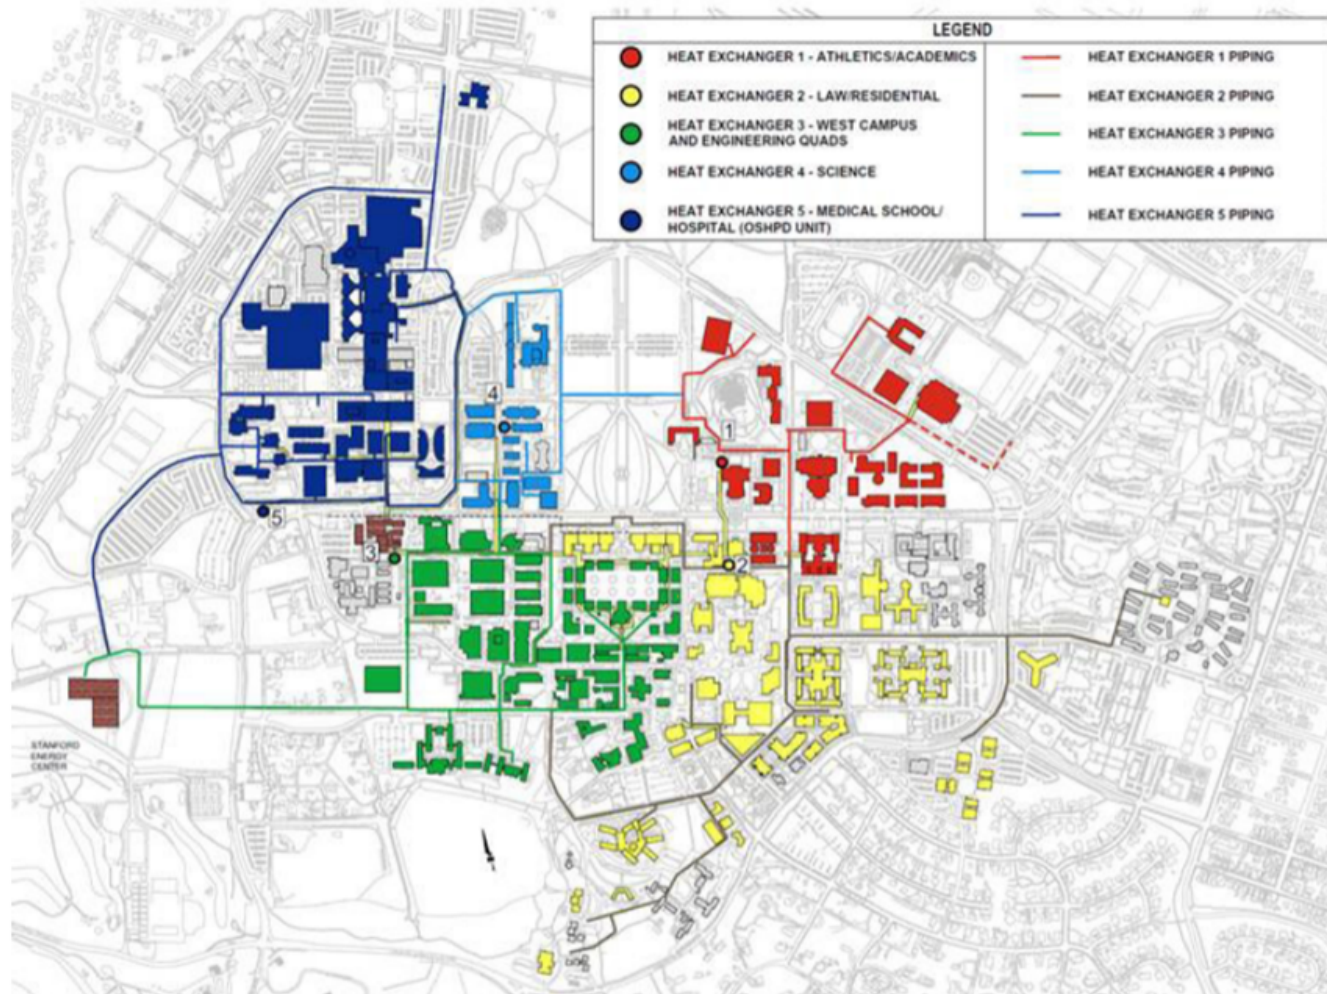 LEGEND
HEAT EXCHANGER 1 - ATHLETICS/ACADEMICS
HEAT EXCHANGER 1 PIPING
HEAT EXCHANGER 2 - LAW/RESIDENTIAL
HEAT EXCHANGER 2 PIPING
HEAT EXCHANGER 3 - WEST CAMPUS
AND ENGINEERING QUADS
HEAT EXCHANGER 3 PIPING
HEAT EXCHANGER 4 - SCIENCE
HEAT EXCHANGER 4 PIPING
HEAT EXCHANGER 5 - MEDICAL SCHOOL/
HOSPITAL (OSHPD UNIT)
HEAT EXCHANGER 5 PIPING
4
1
5
3
2
STANFORD
ENERGY
CENTER